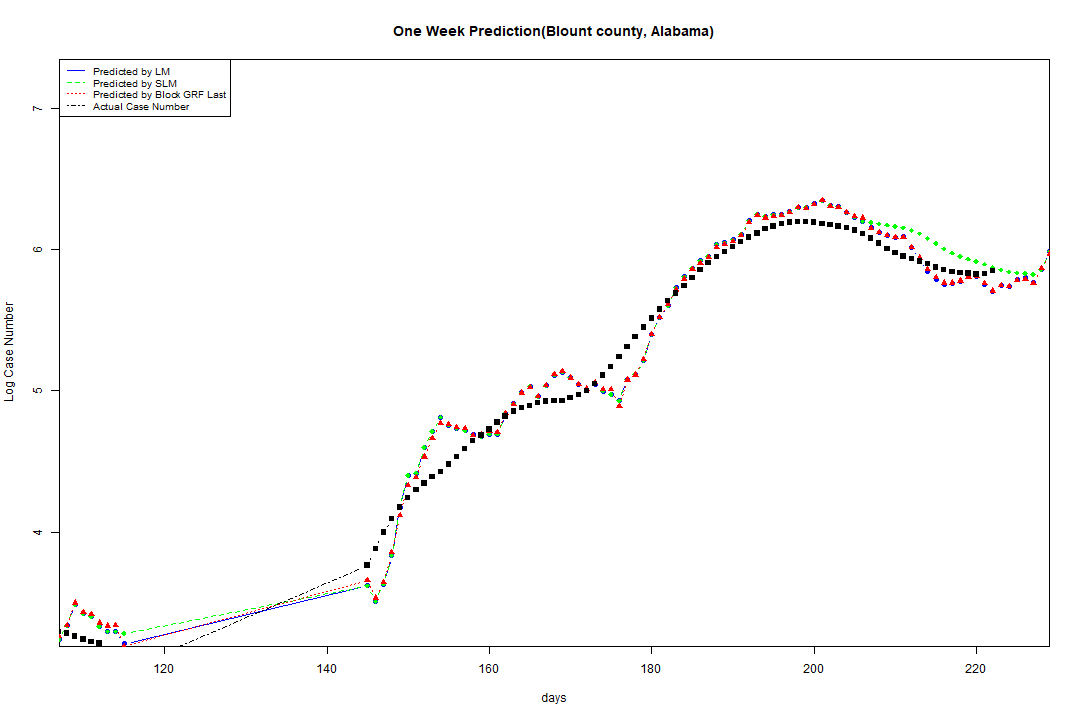 One Week Prediction(Blount county, Alabama)
Predicted by LM
Predicted by SLM
Predicted by Block GRF Last
Actual Case Number
7
6
5
4
Log Case Number
120 140 160 180 200 220
days